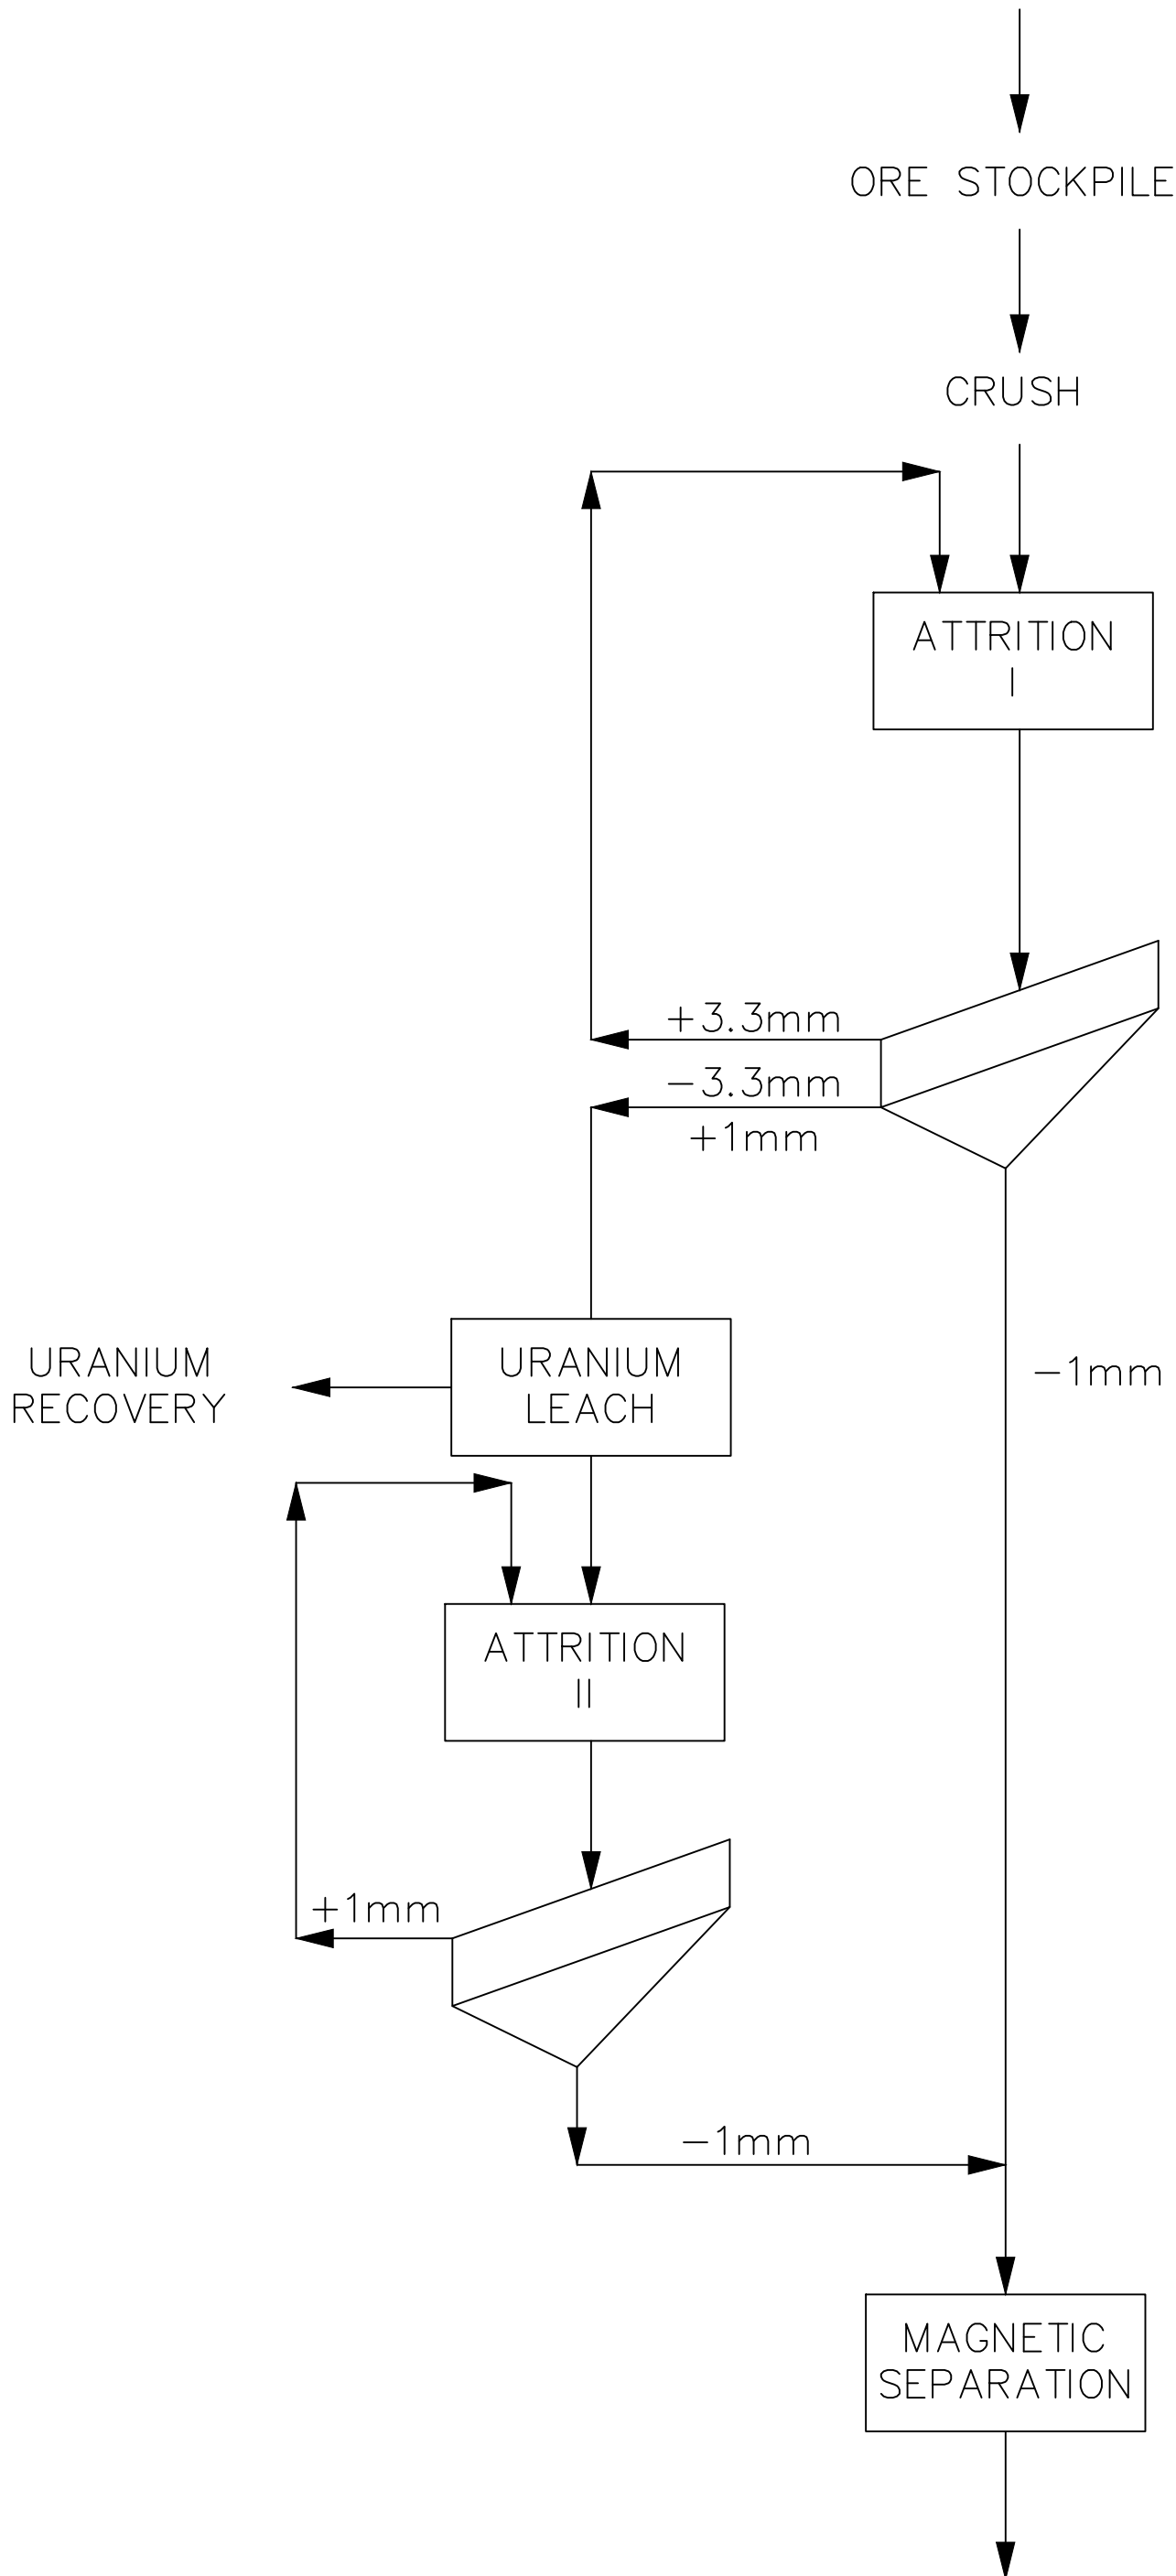 ORE STOCKPILE
CRUSH
ATTRITION
I
+3.3mm
-3.3mm
+1mm
URANIUM
RECOVERY
URANIUM
LEACH
-1mm
ATTRITION
II
+1mm
-1mm
MAGNETIC
SEPARATION